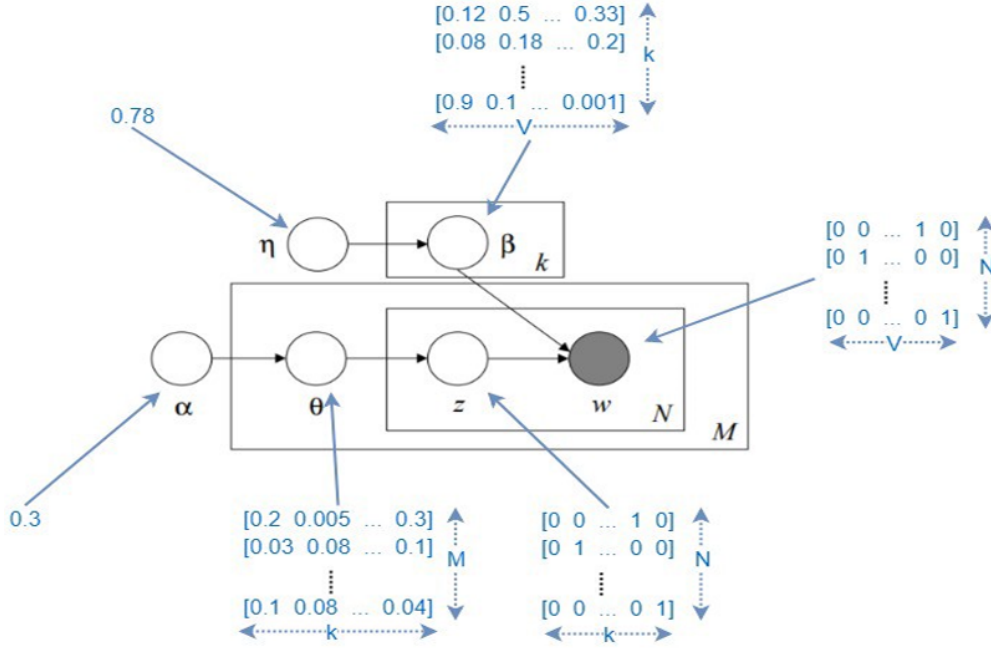 [0.12 0.5 ... 0.33]
[0.08 0.18 ... 0.2]
k
[0.9 0.1 ... 0.001]
V
0.78
η
β
k
[0 0 ... 1 0]
[0 1 ... 0 0]
N
[0 0 ... 0 1]
V
α
θ
z
w
N
M
0.3
[0.2 0.005 ... 0.3]
[0.03 0.08 ... 0.1]
M
[0.1 0.08 ... 0.04]
k
[0 0 ... 1 0]
[0 1 ... 0 0]
N
[0 0 ... 0 1]
k